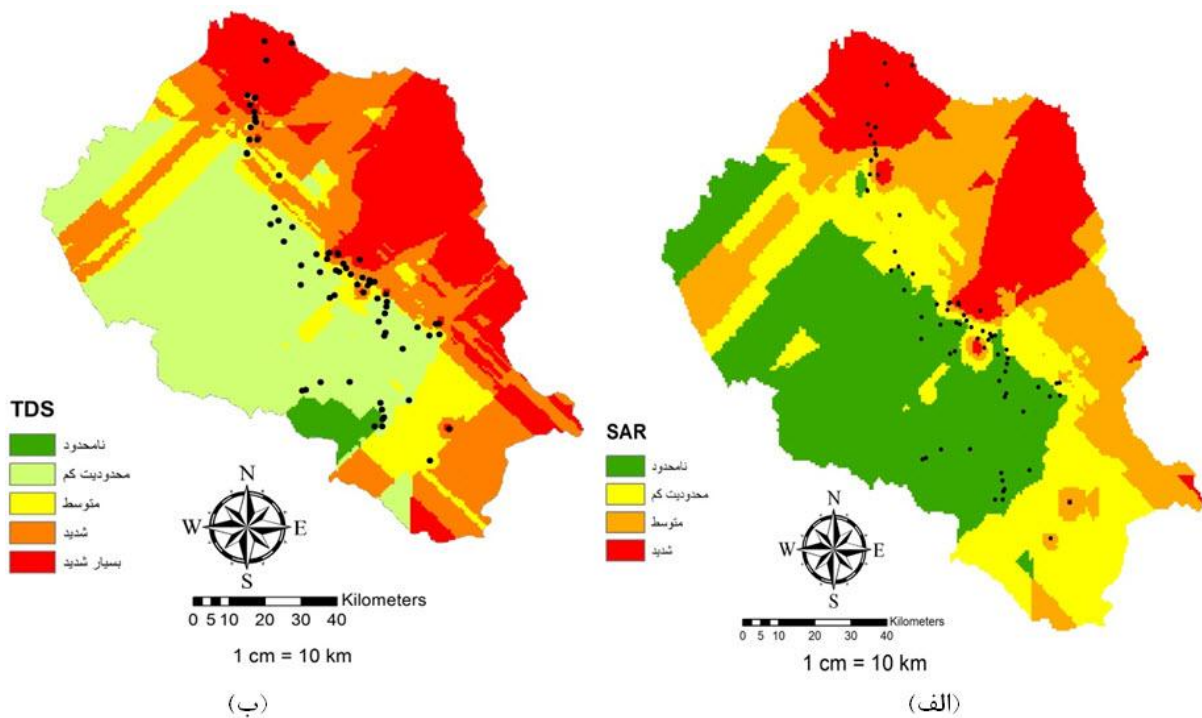 TDS
نامحدود
محدودیت کم
متوسط
شدید
بسیار شدید
N
W E
S
Kilometers
0 5 10 20 30 40
1 cm = 10 km
(ب)
SAR
نامحدود
محدودیت کم
متوسط
شدید
N
W E
S
Kilometers
0 5 10 20 30 40
1 cm = 10 km
(الف)